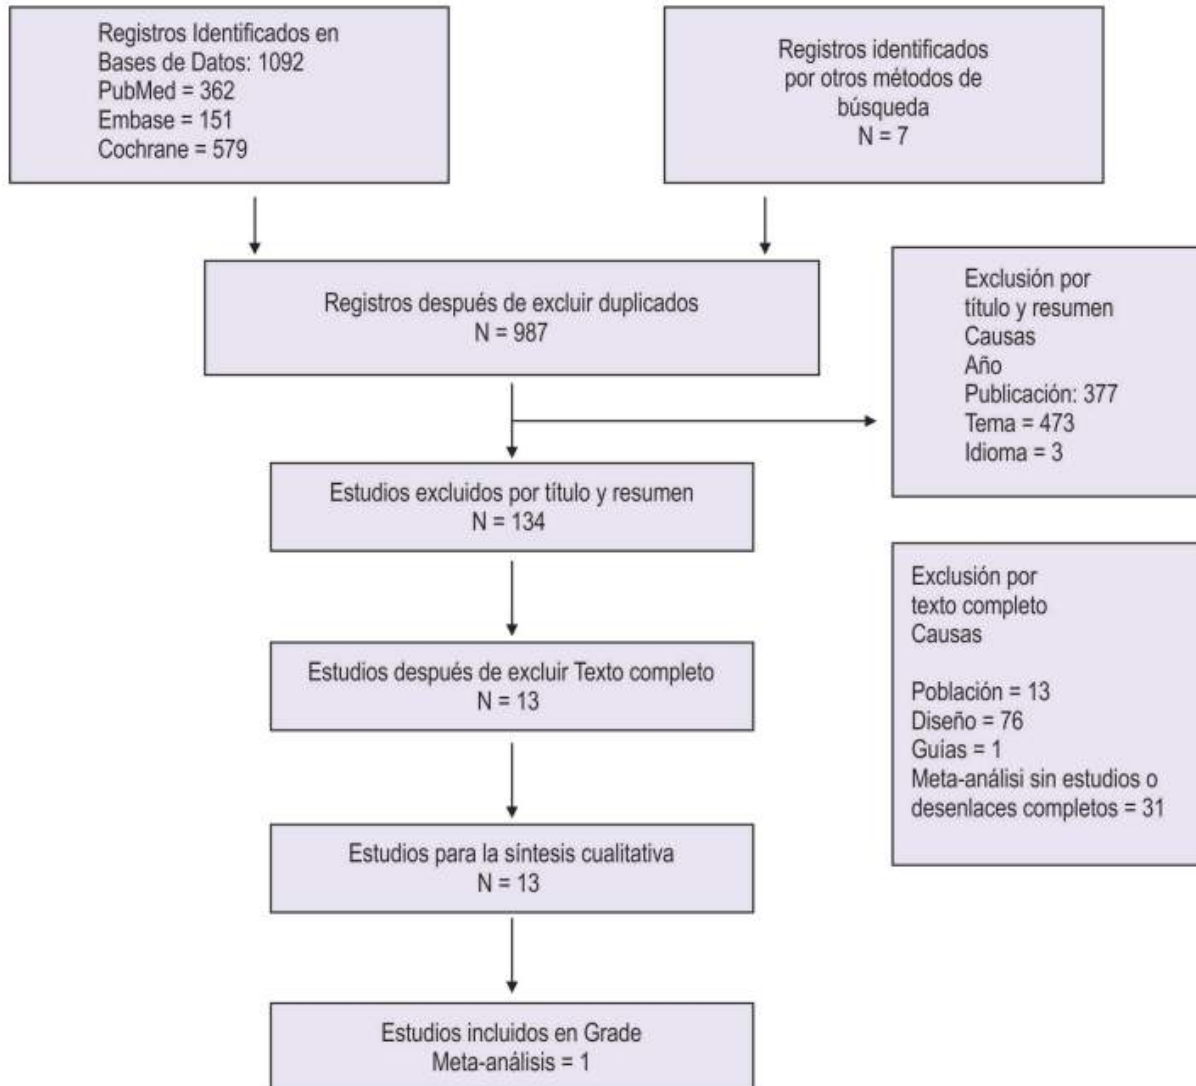 Registros Identificados en
Bases de Datos: 1092
PubMed = 362
Embase = 151
Cochrane = 579
Registros identificados
por otros métodos de
búsqueda
N = 7
Registros después de excluir duplicados
N = 987
Exclusión por
título y resumen
Causas
Año
Publicación: 377
Tema = 473
Idioma = 3
Estudios excluidos por título y resumen
N = 134
Exclusión por
texto completo
Causas
Población = 13
Diseño = 76
Guías = 1
Meta-análisi sin estudios o
desenlaces completos = 31
Estudios después de excluir Texto completo
N = 13
Estudios para la síntesis cualitativa
N = 13
Estudios incluidos en Grade
Meta-análisis = 1